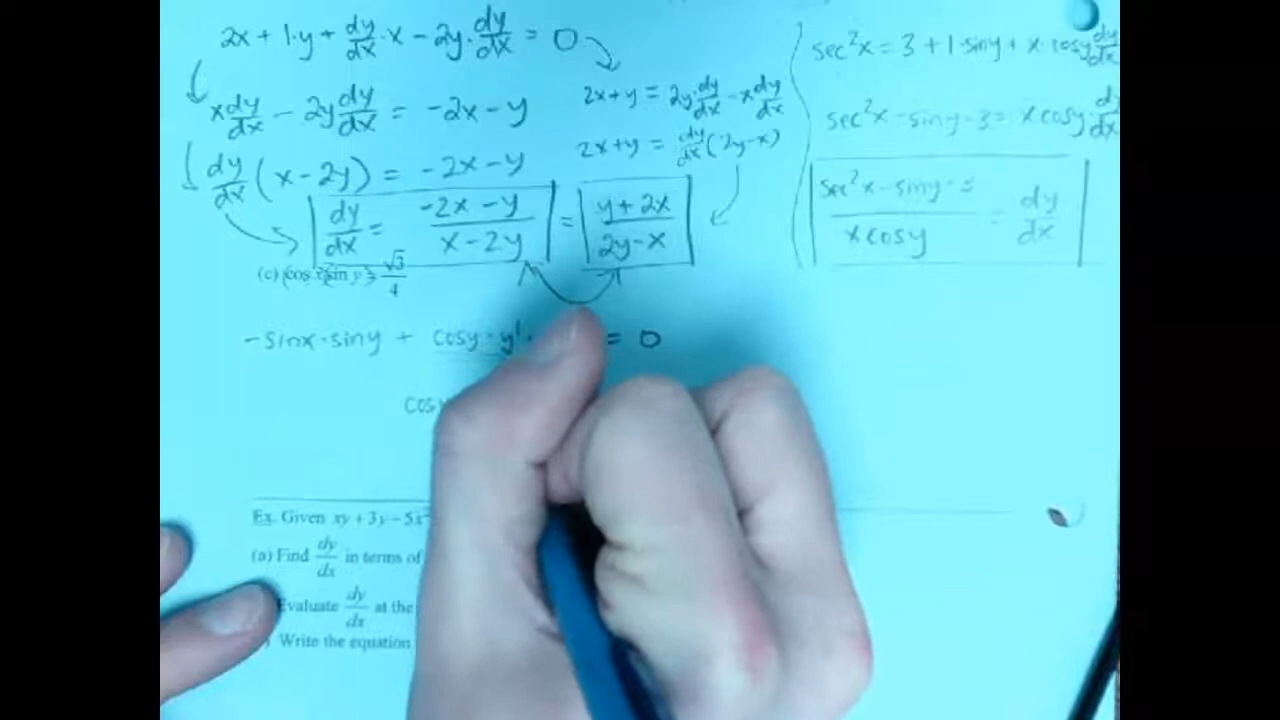 2x + 1·y + dy/dx·x - 2y·dy/dx = 0
x dy/dx - 2y dy/dx = -2x - y
dy/dx (x - 2y) = -2x - y
dy/dx = -2x - y / x - 2y = y + 2x / 2y - x
2x + y = 2y·dy/dx - x dy/dx
2x + y = dy/dx (2y - x)
sec²x = 3 + 1·siny + x·cosy dy/dx
sec²x - siny - 3 = x cosy d/dx
sec²x - siny - 3 / x cosy = dy/dx
(c) cos x sin y = √3/4
-sinx·siny + cosy·y' = 0
cosy
Ex. Given xy + 3y - 5x
(a) Find dy/dx in terms of
Evaluate dy/dx at the
Write the equation